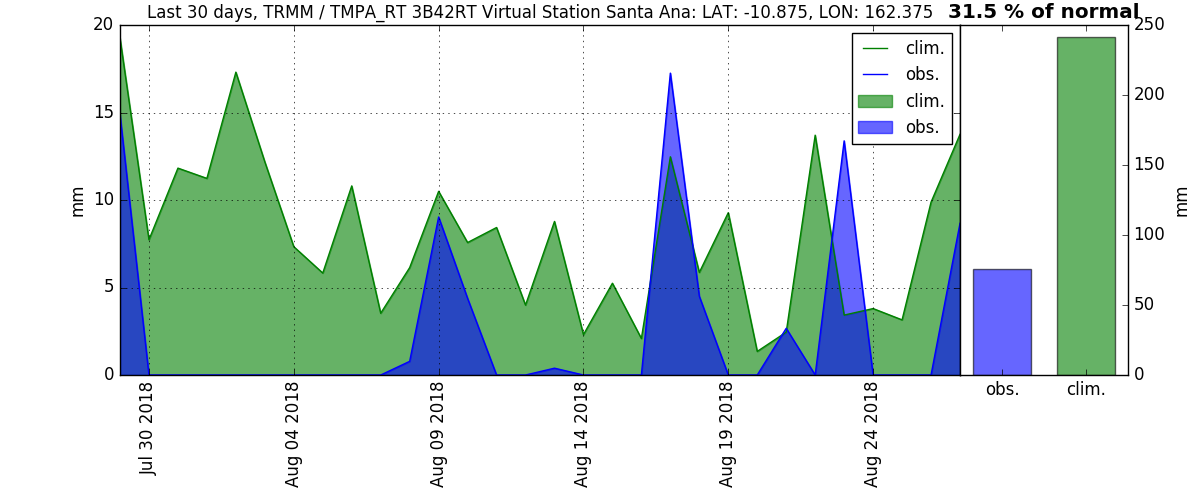 Last 30 days, TRMM / TMPA_RT 3B42RT Virtual Station Santa Ana: LAT: -10.875, LON: 162.375
31.5 % of normal
20
15
10
5
0
mm
clim.
obs.
clim.
obs.
Jul 30 2018
Aug 04 2018
Aug 09 2018
Aug 14 2018
Aug 19 2018
Aug 24 2018
250
200
150
100
50
0
mm
obs.
clim.